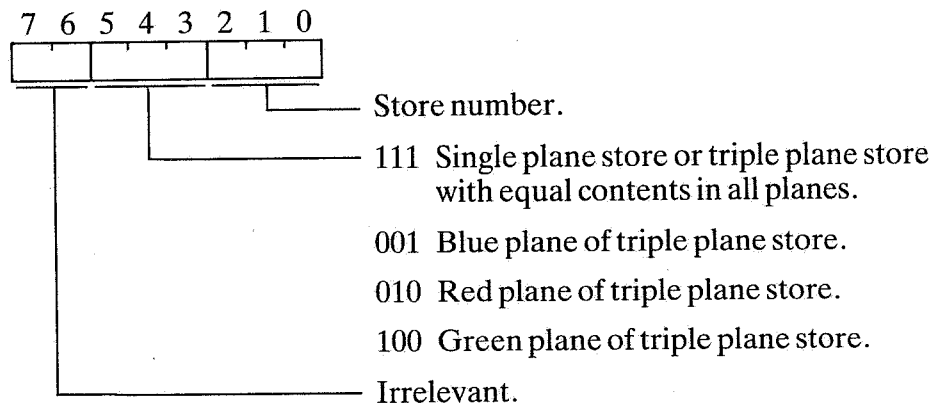 7 6 5 4 3 2 1 0
Store number.
111 Single plane store or triple plane store
with equal contents in all planes.
001 Blue plane of triple plane store.
010 Red plane of triple plane store.
100 Green plane of triple plane store.
Irrelevant.